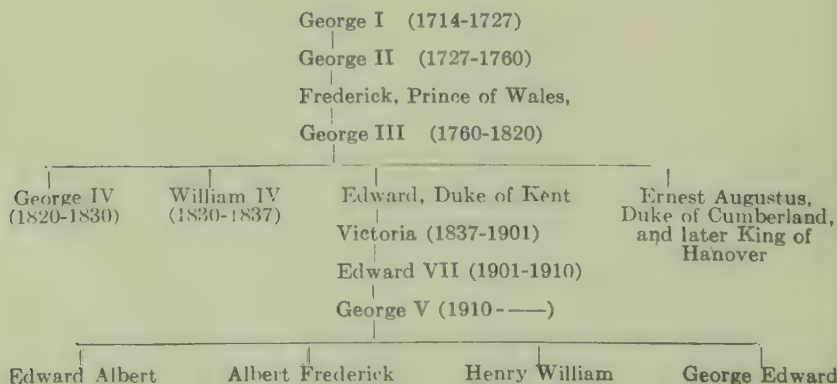 George I (1714-1727)
George II (1727-1760)
Frederick, Prince of Wales,
George III (1760-1820)
George IV
(1820-1830)
William IV
(1830-1837)
Edward, Duke of Kent
Ernest Augustus,
Duke of Cumberland,
and later King of
Hanover
Victoria (1837-1901)
Edward VII (1901-1910)
George V (1910-——)
Edward Albert
Albert Frederick
Henry William
George Edward